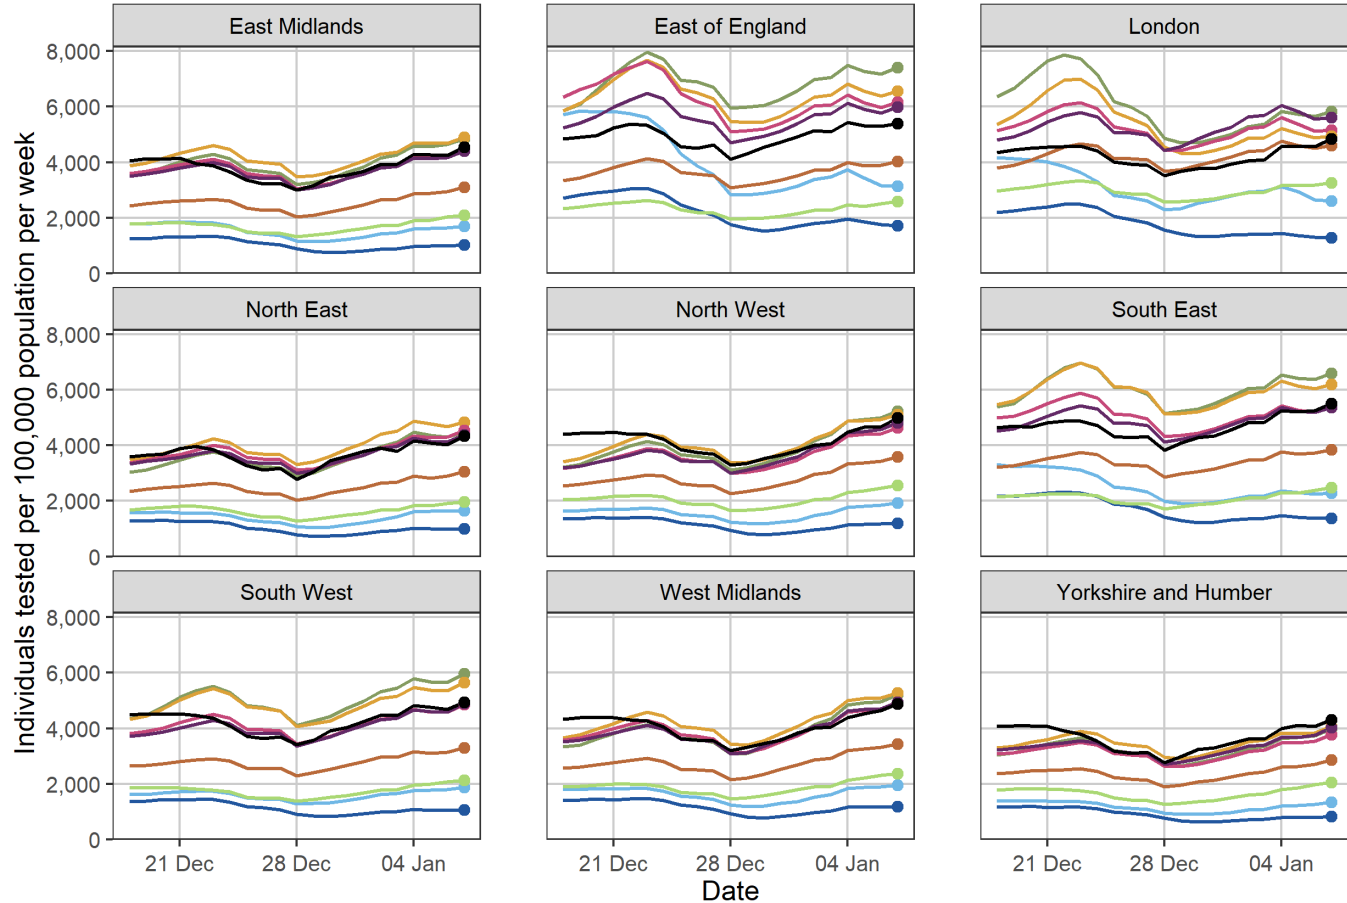 Individuals tested per 100,000 population per week
East Midlands
East of England
London
8,000
6,000
4,000
2,000
0
North East
North West
South East
8,000
6,000
4,000
2,000
0
South West
West Midlands
Yorkshire and Humber
8,000
6,000
4,000
2,000
0
21 Dec 28 Dec 04 Jan
21 Dec 28 Dec 04 Jan
21 Dec 28 Dec 04 Jan
Date